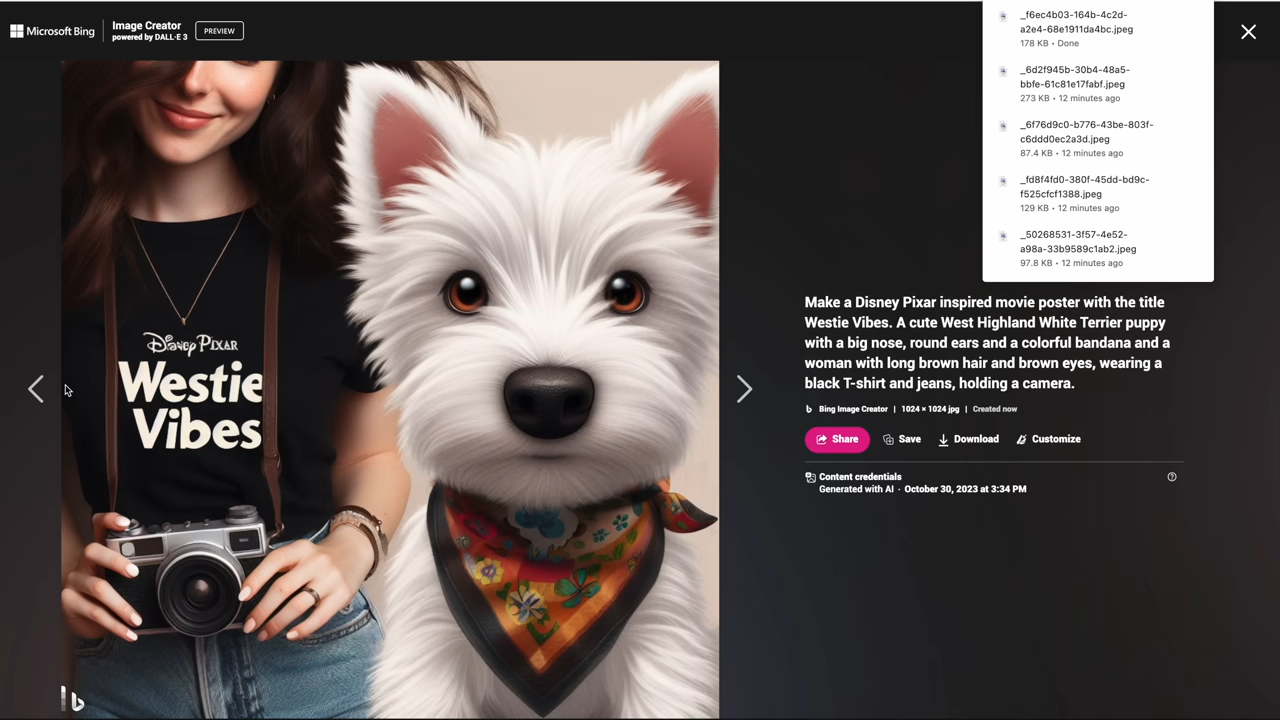 Microsoft Bing
Image Creator
powered by DALL·E 3
PREVIEW
_f6ec4b03-164b-4c2d-
a2e4-68e1911da4bc.jpeg
178 KB • Done
_6d2f945b-30b4-48a5-
bbfe-61c81e17fabf.jpeg
273 KB • 12 minutes ago
_6f76d9c0-b776-43be-803f-
c6ddd0ec2a3d.jpeg
87.4 KB • 12 minutes ago
_fd8f4fd0-380f-45dd-bd9c-
f525cfcf1388.jpeg
129 KB • 12 minutes ago
_50268531-3f57-4e52-
a98a-33b9589c1ab2.jpeg
97.8 KB • 12 minutes ago
Disney PIXAR
Westie
Vibes
Make a Disney Pixar inspired movie poster with the title
Westie Vibes. A cute West Highland White Terrier puppy
with a big nose, round ears and a colorful bandana and a
woman with long brown hair and brown eyes, wearing a
black T-shirt and jeans, holding a camera.
Bing Image Creator | 1024 × 1024 jpg | Created now
Share Save Download Customize
Content credentials
Generated with AI · October 30, 2023 at 3:34 PM